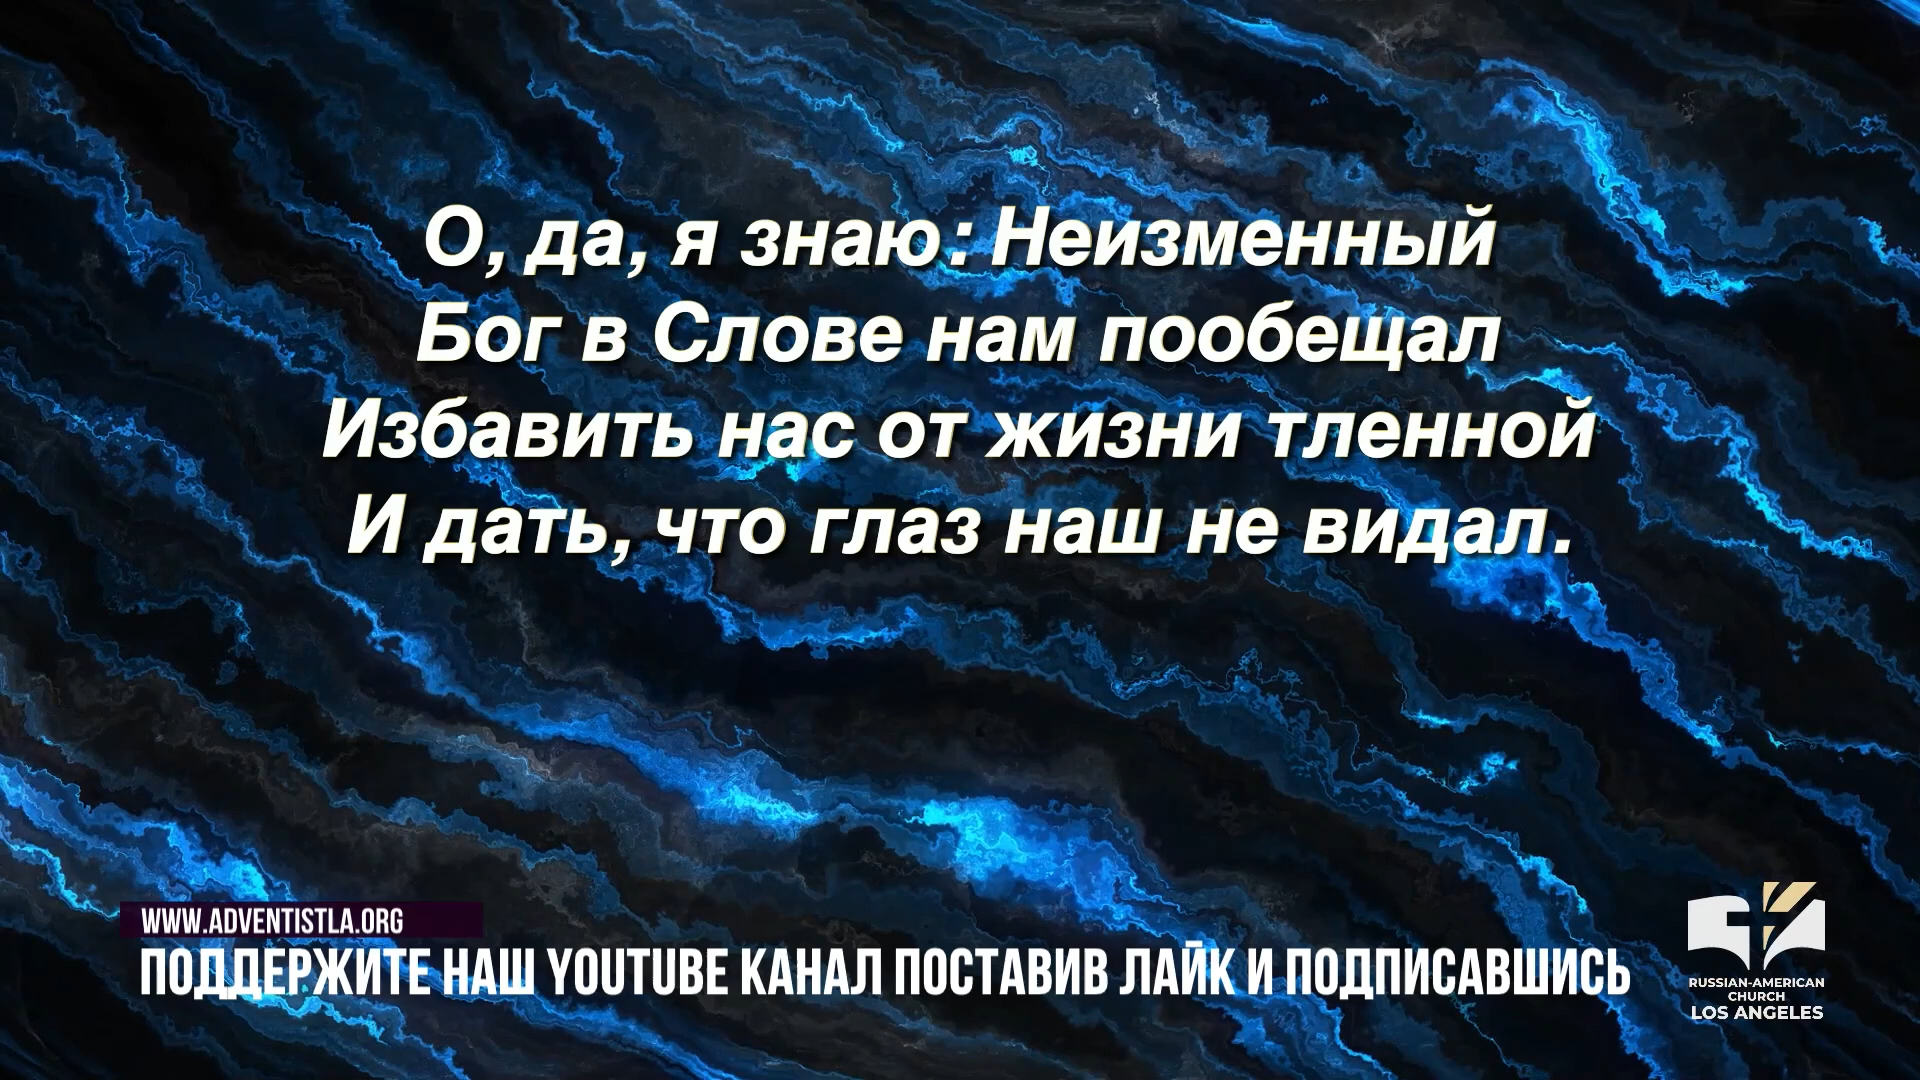 О, да, я знаю: Неизменный
Бог в Слове нам пообещал
Избавить нас от жизни тленной
И дать, что глаз наш не видал.
WWW.ADVENTISTLA.ORG
ПОДДЕРЖИТЕ НАШ YOUTUBE КАНАЛ ПОСТАВИВ ЛАЙК И ПОДПИСАВШИСЬ
RUSSIAN-AMERICAN
CHURCH
LOS ANGELES